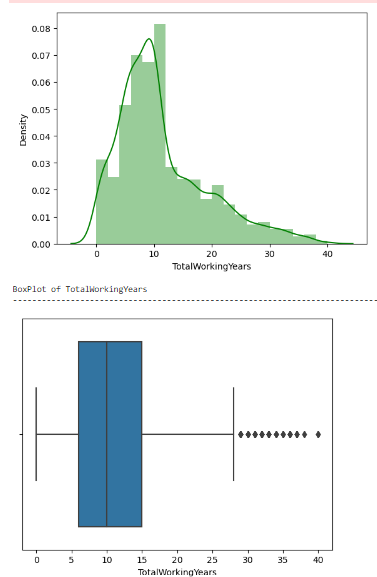 0.08
0.07
0.06
0.05
0.04
0.03
0.02
0.01
0.00
Density
0 10 20 30 40
TotalWorkingYears
BoxPlot of TotalWorkingYears
--------------------------------------------------------------------------------
0 5 10 15 20 25 30 35 40
TotalWorkingYears